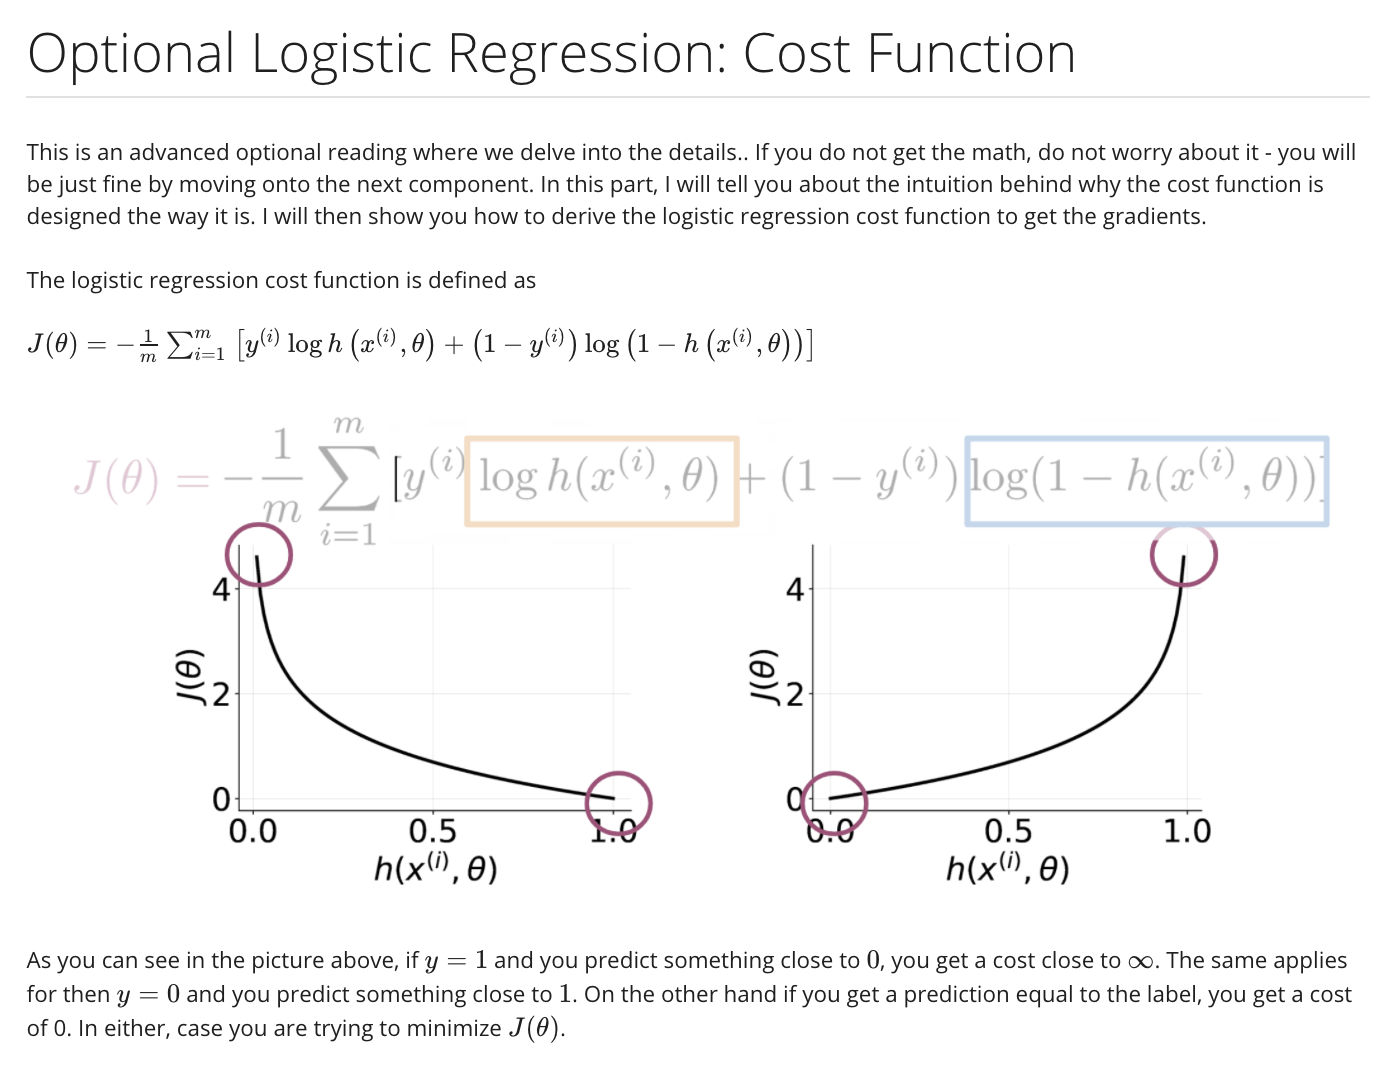 Optional Logistic Regression: Cost Function
This is an advanced optional reading where we delve into the details.. If you do not get the math, do not worry about it - you will
be just fine by moving onto the next component. In this part, I will tell you about the intuition behind why the cost function is
designed the way it is. I will then show you how to derive the logistic regression cost function to get the gradients.
The logistic regression cost function is defined as
J(θ) = −1/m ∑_{i=1}^{m} [y^{(i)} log h (x^{(i)}, θ) + (1 − y^{(i)}) log (1 − h (x^{(i)}, θ))]
J(θ) = −1/m ∑_{i=1}^{m} [y^{(i)} log h(x^{(i)}, θ) + (1 − y^{(i)}) log(1 − h(x^{(i)}, θ))]
J(θ)
4
2
0
0.0 0.5 1.0
h(x^{(i)}, θ)
J(θ)
4
2
0
0.0 0.5 1.0
h(x^{(i)}, θ)
As you can see in the picture above, if y = 1 and you predict something close to 0, you get a cost close to ∞. The same applies
for then y = 0 and you predict something close to 1. On the other hand if you get a prediction equal to the label, you get a cost
of 0. In either, case you are trying to minimize J(θ).